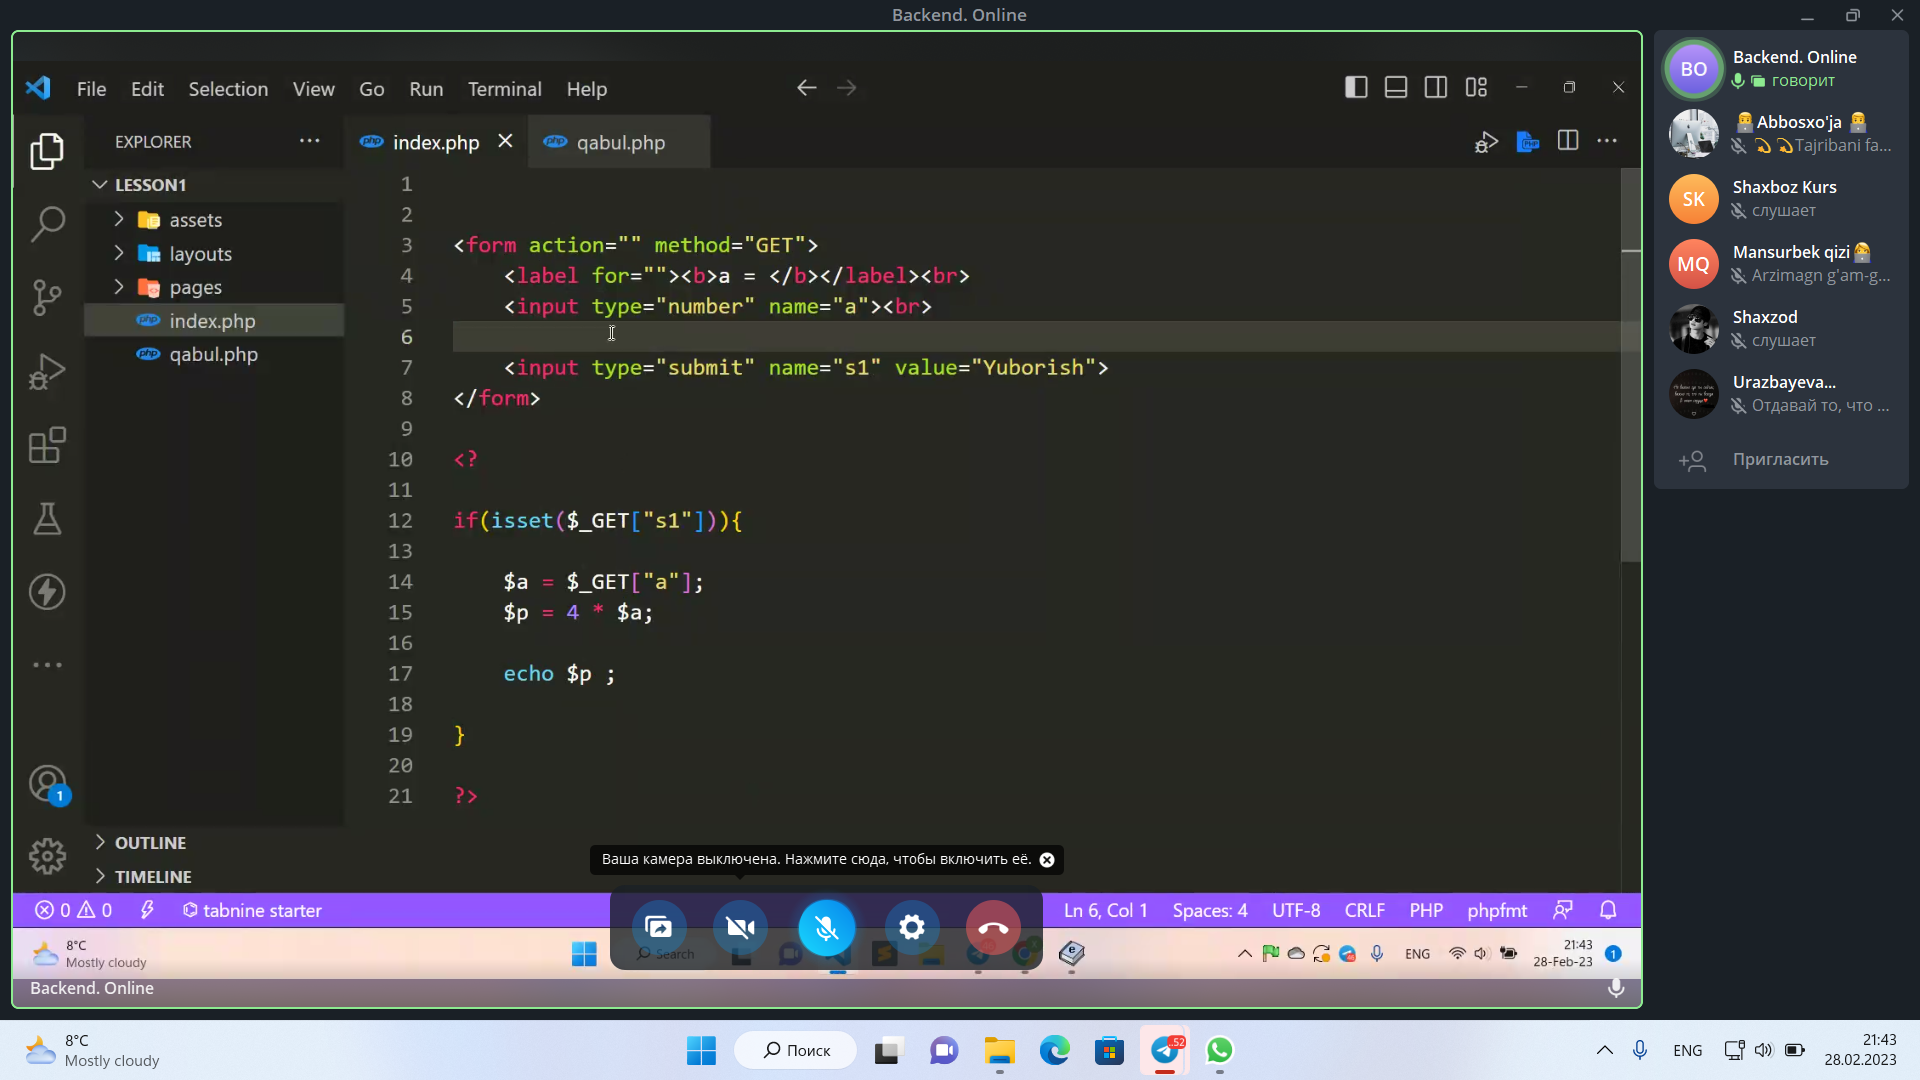 Backend. Online
File Edit Selection View Go Run Terminal Help
EXPLORER
LESSON1
assets
layouts
pages
index.php
qabul.php
OUTLINE
TIMELINE
index.php
qabul.php
1
2
3 <form action="" method="GET">
4 <label for=""><b>a = </b></label><br>
5 <input type="number" name="a"><br>
6
7 <input type="submit" name="s1" value="Yuborish">
8 </form>
9
10 <?
11
12 if(isset($_GET["s1"])){
13
14 $a = $_GET["a"];
15 $p = 4 * $a;
16
17 echo $p ;
18
19 }
20
21 ?>
1
Ваша камера выключена. Нажмите сюда, чтобы включить её.
0 0 tabnine starter Ln 6, Col 1 Spaces: 4 UTF-8 CRLF PHP phpfmt
8°C
Mostly cloudy
Search
ENG
21:43
28-Feb-23
1
Backend. Online
BO
Backend. Online
говорит
Abbosxo'ja
Tajribani fa...
SK
Shaxboz Kurs
слушает
MQ
Mansurbek qizi
Arzimagn g'am-g...
Shaxzod
слушает
Urazbayeva...
Отдавай то, что ...
Пригласить
8°C
Mostly cloudy
Поиск
..52
ENG
21:43
28.02.2023